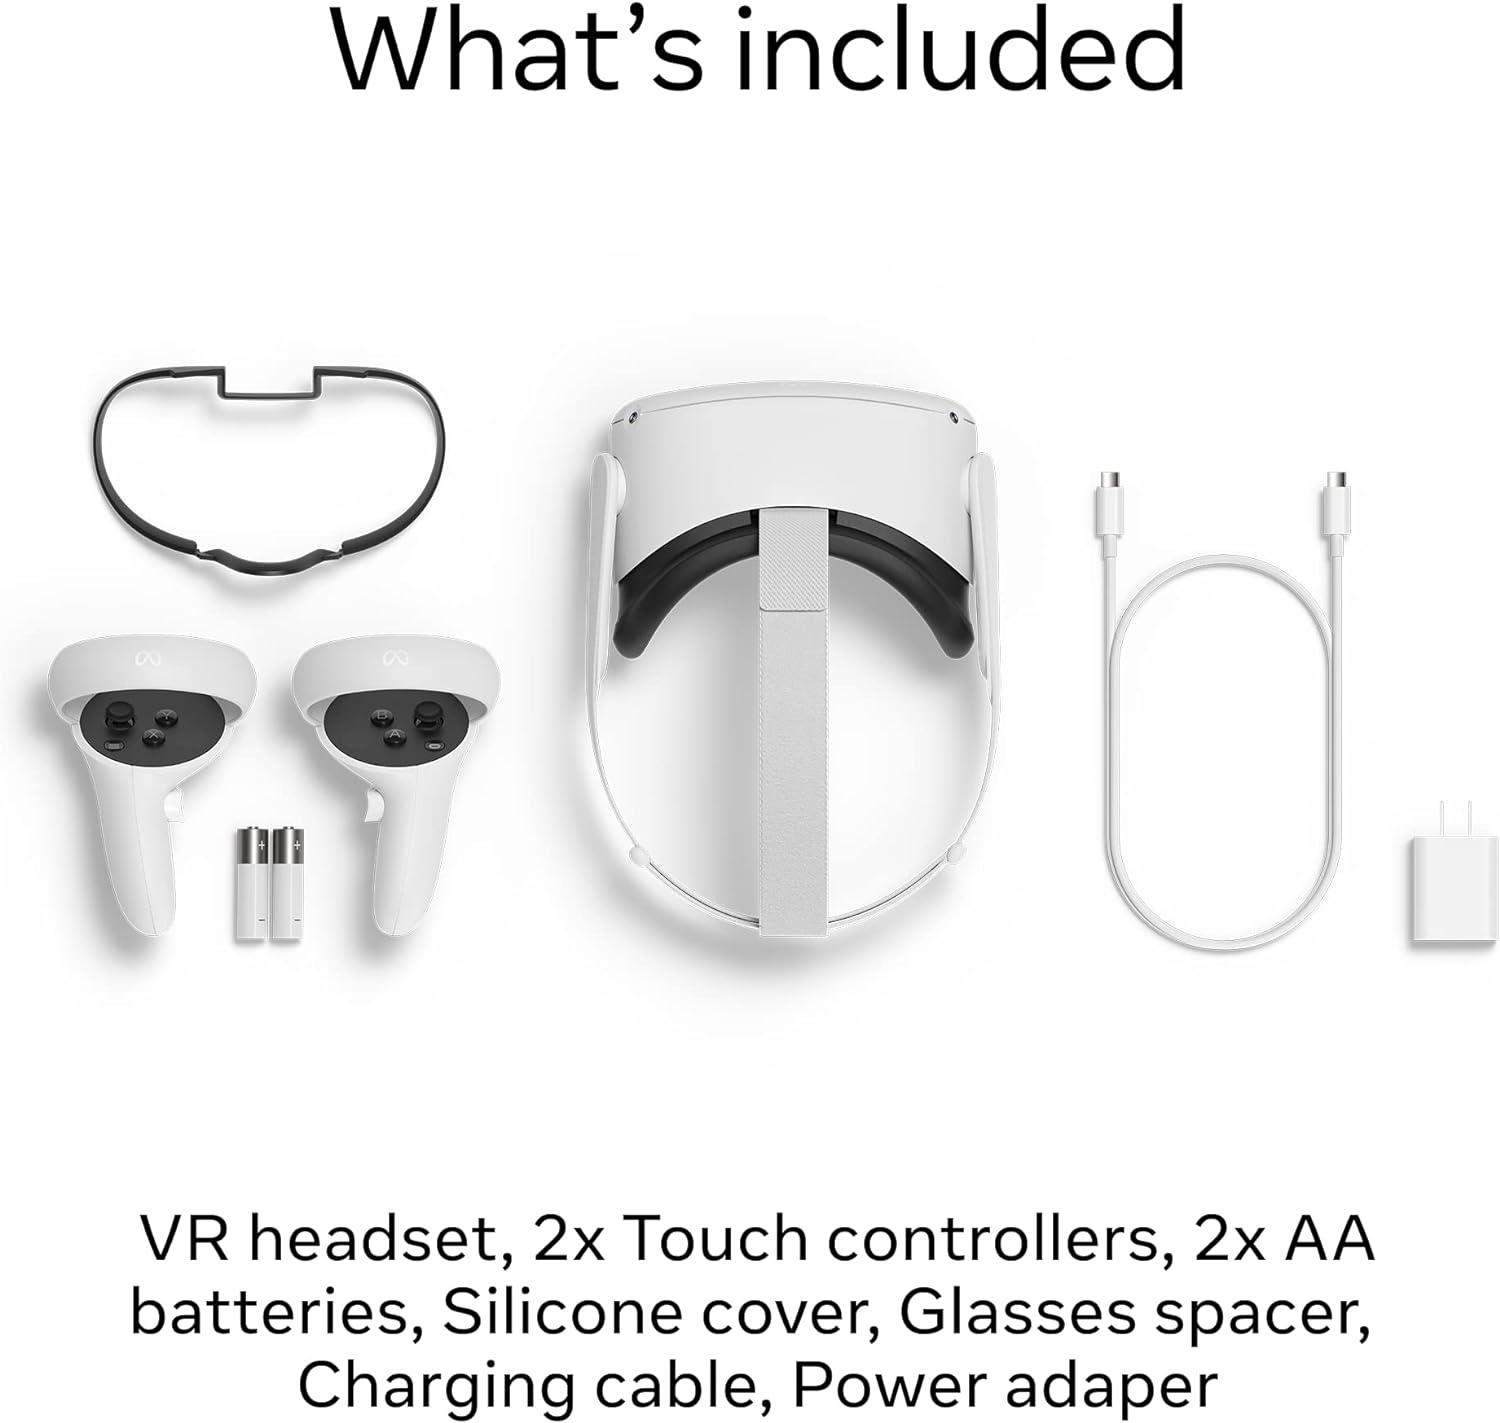 What’s included
Y
X
B
A
+
+
-
-
VR headset, 2x Touch controllers, 2x AA
batteries, Silicone cover, Glasses spacer,
Charging cable, Power adaper